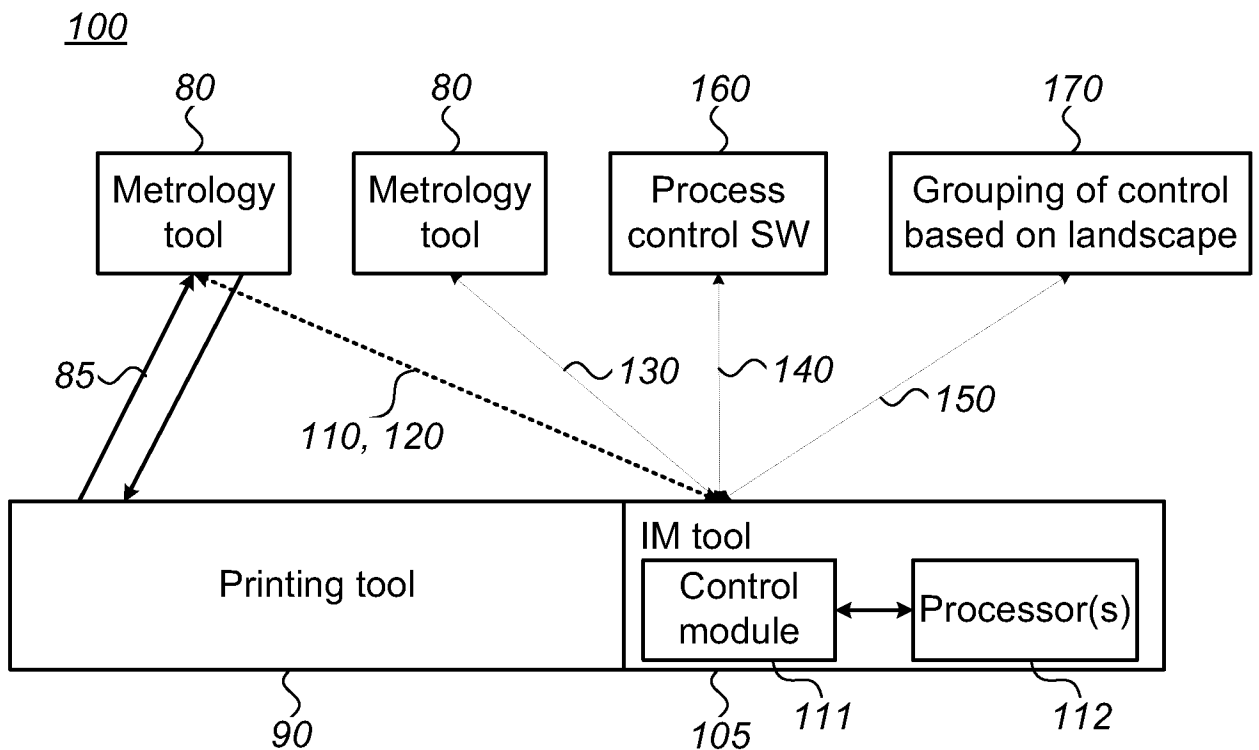 100
80 80 160 170
Metrology tool
Metrology tool
Process control SW
Grouping of control based on landscape
85
110, 120
130
140
150
Printing tool
IM tool
Control module
Processor(s)
90
105
111
112